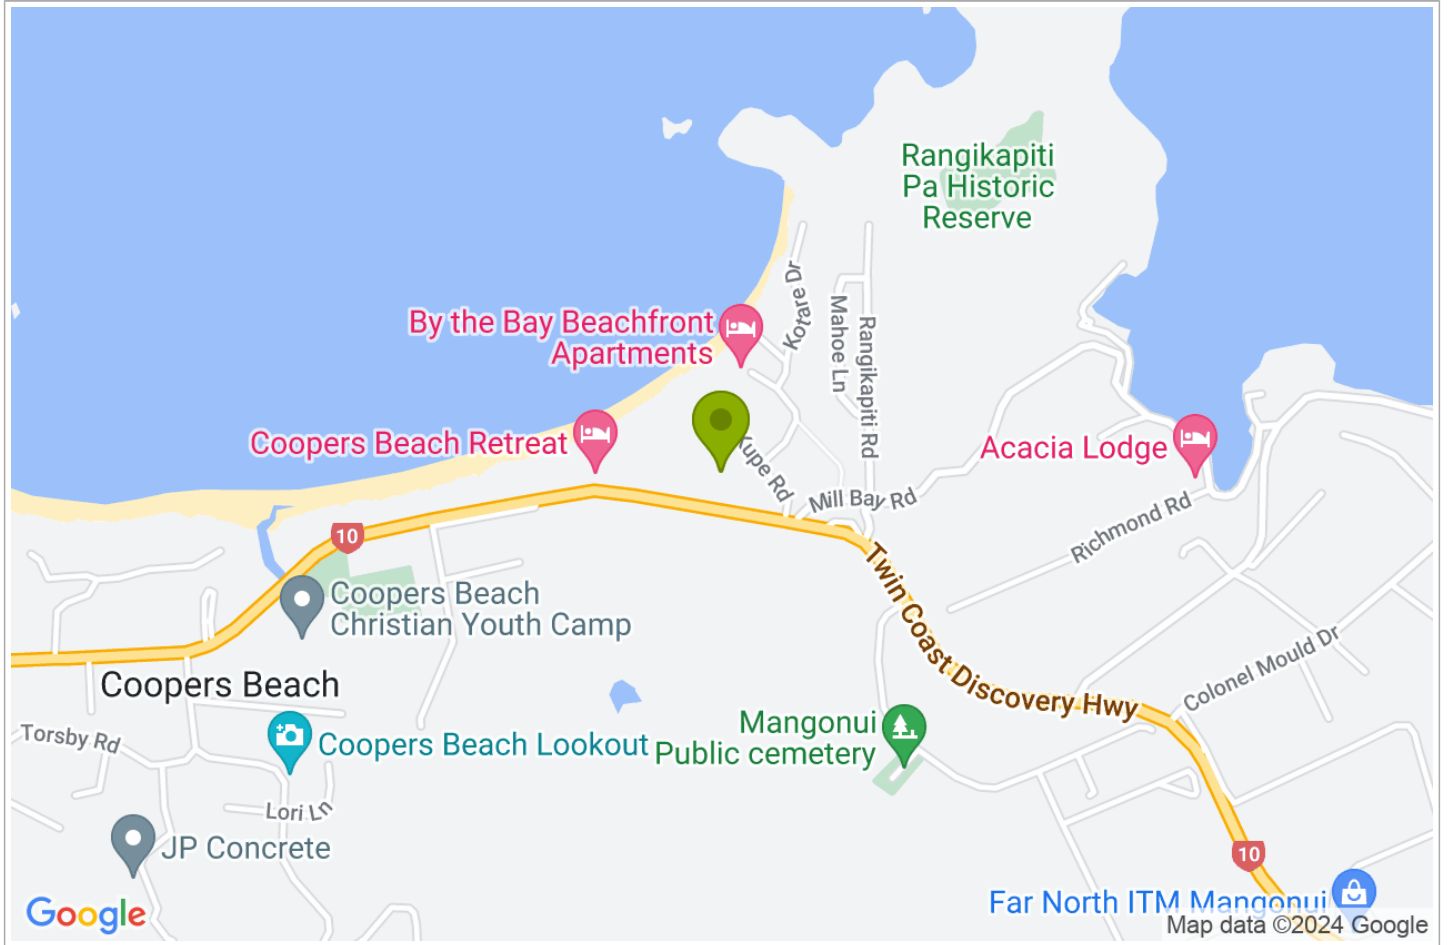 Rangikapiti
Pa Historic
Reserve
Kotare Dr
By the Bay Beachfront
Apartments
Mahoe Ln
Rangikapiti Rd
Coopers Beach Retreat
Kupe Rd
Acacia Lodge
Mill Bay Rd
Richmond Rd
10
Twin Coast Discovery Hwy
Coopers Beach
Christian Youth Camp
Colonel Mould Dr
Coopers Beach
Torsby Rd
Coopers Beach Lookout
Mangonui
Public cemetery
Lori Ln
JP Concrete
10
Far North ITM Mangonui
Google
Map data ©2024 Google